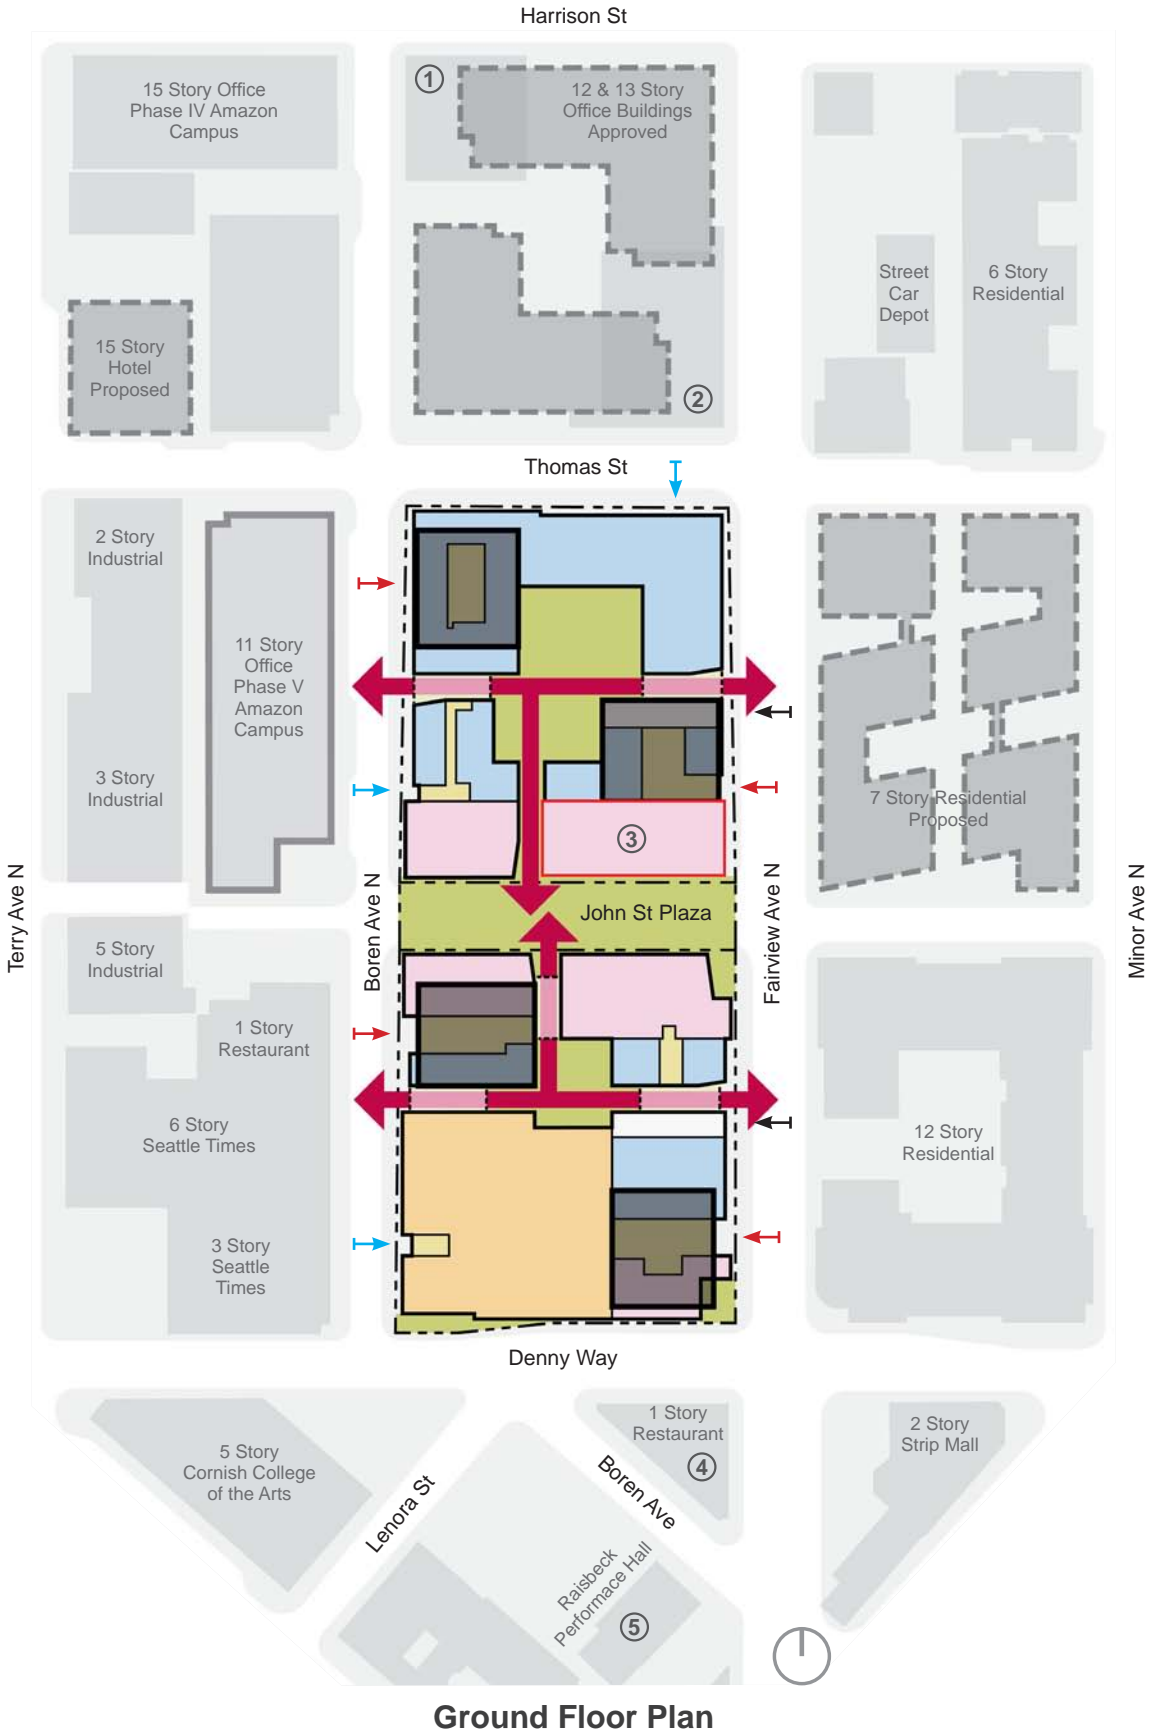 Harrison St
15 Story Office
Phase IV Amazon
Campus
1
12 & 13 Story
Office Buildings
Approved
Street
Car
Depot
6 Story
Residential
15 Story
Hotel
Proposed
2
Thomas St
2 Story
Industrial
11 Story
Office
Phase V
Amazon
Campus
3 Story
Industrial
3
7 Story Residential
Proposed
Terry Ave N
Boren Ave N
John St Plaza
Fairview Ave N
Minor Ave N
5 Story
Industrial
1 Story
Restaurant
6 Story
Seattle Times
12 Story
Residential
3 Story
Seattle
Times
Denny Way
1 Story
Restaurant
4
2 Story
Strip Mall
5 Story
Cornish College
of the Arts
Lenora St
Boren Ave
Raisbeck
Performace Hall
5
Ground Floor Plan